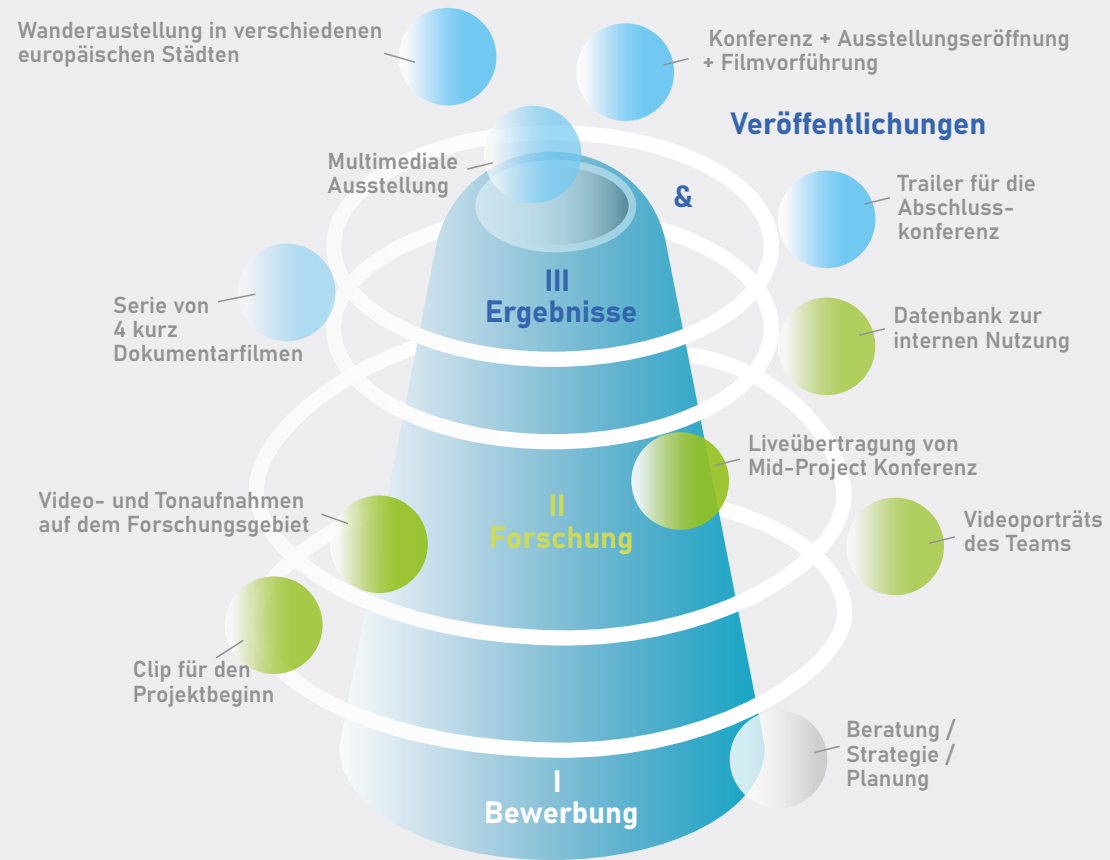 Wanderaustellung in verschiedenen
europäischen Städten
Konferenz + Ausstellungseröffnung
+ Filmvorführung
Veröffentlichungen
Multimediale
Ausstellung
&
Trailer für die
Abschluss-
konferenz
III
Ergebnisse
Serie von
4 kurz
Dokumentarfilmen
Datenbank zur
internen Nutzung
Liveübertragung von
Mid-Project Konferenz
Video- und Tonaufnahmen
auf dem Forschungsgebiet
II
Forschung
Videoporträts
des Teams
Clip für den
Projektbeginn
Beratung /
Strategie /
Planung
I
Bewerbung